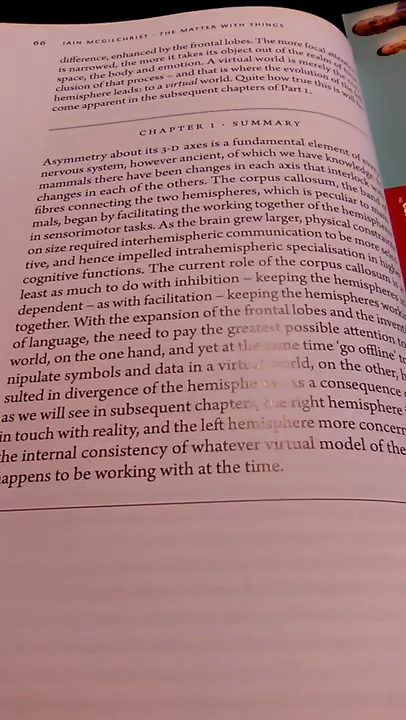 66 IAIN MCGILCHRIST · THE MATTER WITH THINGS
difference, enhanced by the frontal lobes. The more focal
is narrowed, the more it takes its object out of the realm of
space, the body and emotion. A virtual world is merely the
clusion of that process – and that is where the evolution of the
hemisphere leads: to a virtual world. Quite how true this is will
come apparent in the subsequent chapters of Part 1.
CHAPTER 1 · SUMMARY
Asymmetry about its 3-D axes is a fundamental element of
nervous system, however ancient, of which we have knowledge.
mammals there have been changes in each axis that interlock
changes in each of the others. The corpus callosum, the band
fibres connecting the two hemispheres, which is peculiar to
mals, began by facilitating the working together of the hemispheres
in sensorimotor tasks. As the brain grew larger, physical
on size required interhemispheric communication to be more
tive, and hence impelled intrahemispheric specialisation in
cognitive functions. The current role of the corpus callosum
least as much to do with inhibition – keeping the hemispheres
dependent – as with facilitation – keeping the hemispheres
together. With the expansion of the frontal lobes and the
of language, the need to pay the greatest possible attention to
world, on the one hand, and yet at the same time 'go offline' to
nipulate symbols and data in a virtual world, on the other,
sulted in divergence of the hemispheres. As a consequence
as we will see in subsequent chapters, the right hemisphere
in touch with reality, and the left hemisphere more
the internal consistency of whatever virtual model of the
appens to be working with at the time.